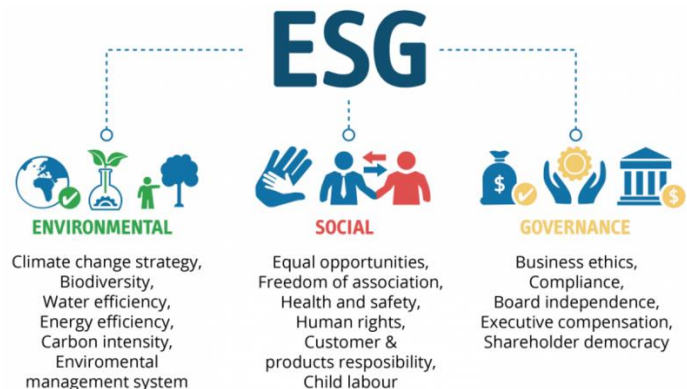 ESG
ENVIRONMENTAL
Climate change strategy,
Biodiversity,
Water efficiency,
Energy efficiency,
Carbon intensity,
Enviromental
management system
SOCIAL
Equal opportunities,
Freedom of association,
Health and safety,
Human rights,
Customer &
products resposibility,
Child labour
$
$
GOVERNANCE
Business ethics,
Compliance,
Board independence,
Executive compensation,
Shareholder democracy